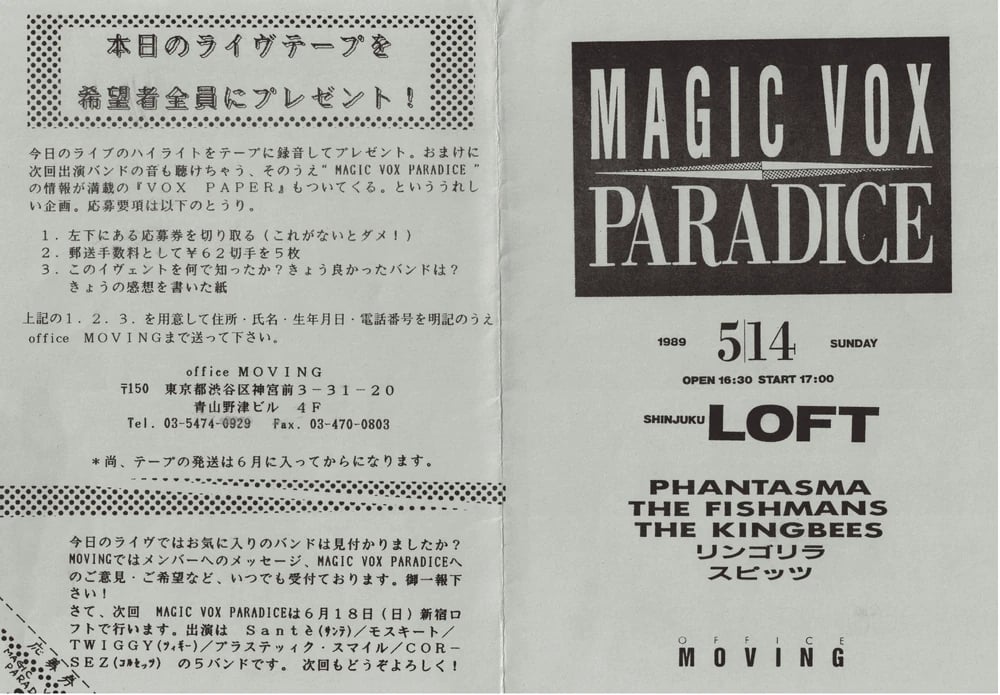 本日のライヴテープを
希望者全員にプレゼント!
今日のライブのハイライトをテープに録音してプレゼント。おまけに
次回出演バンドの音も聴けちゃう、そのうえ“MAGIC VOX PARADICE”
の情報が満載の『VOX PAPER』もついてくる。といううれし
い企画。応募要項は以下のとうり。
1.左下にある応募券を切り取る(これがないとダメ!)
2.郵送手数料として¥62切手を5枚
3.このイヴェントを何で知ったか?きょう良かったバンドは?
きょうの感想を書いた紙
上記の1.2.3.を用意して住所・氏名・生年月日・電話番号を明記のうえ
office MOVINGまで送って下さい。
office MOVING
〒150 東京都渋谷区神宮前3-31-20
青山野津ビル 4F
Tel. 03-5474-0929 Fax. 03-470-0803
*尚、テープの発送は6月に入ってからになります。
今日のライヴではお気に入りのバンドは見付かりましたか?
MOVINGではメンバーへのメッセージ、MAGIC VOX PARADICEへ
のご意見・ご希望など、いつでも受付ております。御一報下
さい!
さて、次回 MAGIC VOX PARADICEは6月18日(日)新宿ロ
フトで行います。出演は Santè(サンテ)/モスキート/
TWIGGY(ツィギー)/プラスティック・スマイル/COR-
SEZ(コルセッツ) の5バンドです。次回もどうぞよろしく!
応募券
MAGIC
PARAD
MAGIC VOX
PARADICE
1989 5|14 SUNDAY
OPEN 16:30 START 17:00
SHINJUKU LOFT
PHANTASMA
THE FISHMANS
THE KINGBEES
リンゴリラ
スピッツ
OFFICE
MOVING